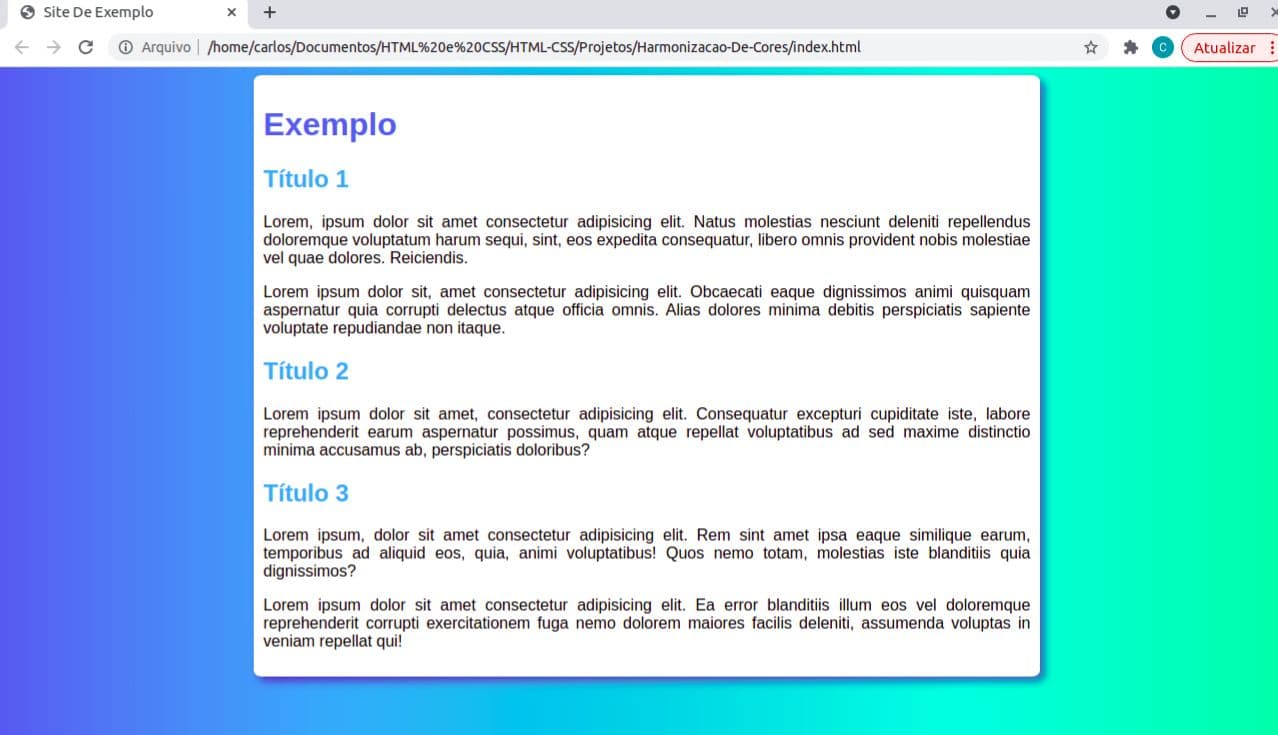 Site De Exemplo
Arquivo | /home/carlos/Documentos/HTML%20e%20CSS/HTML-CSS/Projetos/Harmonizacao-De-Cores/index.html C Atualizar
Exemplo
Título 1
Lorem, ipsum dolor sit amet consectetur adipisicing elit. Natus molestias nesciunt deleniti repellendus
doloremque voluptatum harum sequi, sint, eos expedita consequatur, libero omnis provident nobis molestiae
vel quae dolores. Reiciendis.
Lorem ipsum dolor sit, amet consectetur adipisicing elit. Obcaecati eaque dignissimos animi quisquam
aspernatur quia corrupti delectus atque officia omnis. Alias dolores minima debitis perspiciatis sapiente
voluptate repudiandae non itaque.
Título 2
Lorem ipsum dolor sit amet, consectetur adipisicing elit. Consequatur excepturi cupiditate iste, labore
reprehenderit earum aspernatur possimus, quam atque repellat voluptatibus ad sed maxime distinctio
minima accusamus ab, perspiciatis doloribus?
Título 3
Lorem ipsum, dolor sit amet consectetur adipisicing elit. Rem sint amet ipsa eaque similique earum,
temporibus ad aliquid eos, quia, animi voluptatibus! Quos nemo totam, molestias iste blanditiis quia
dignissimos?
Lorem ipsum dolor sit amet consectetur adipisicing elit. Ea error blanditiis illum eos vel doloremque
reprehenderit corrupti exercitationem fuga nemo dolorem maiores facilis deleniti, assumenda voluptas in
veniam repellat qui!